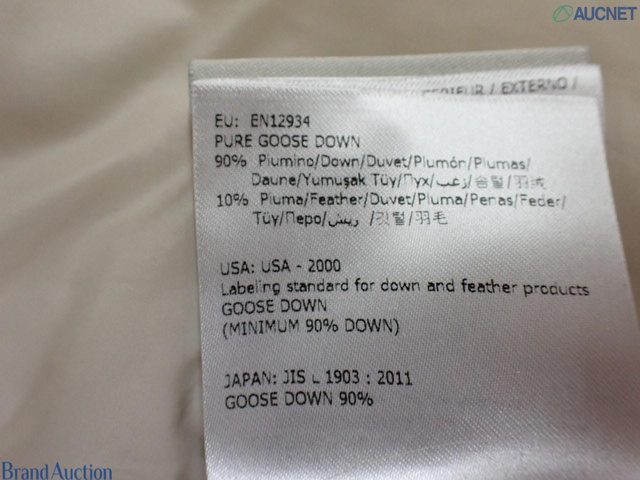 AUCNET
EXTERNO /
EU: EN12934
PURE GOOSE DOWN
90% Piumino/Down/Duvet/Plumón/Plumas/
Daune/Yumuşak Tüy/Пух/زغب/솜털/羽绒
10% Piuma/Feather/Duvet/Pluma/Penas/Feder/
Tüy/Перо/ريش /깃털/羽毛
USA: USA - 2000
Labeling standard for down and feather products
GOOSE DOWN
(MINIMUM 90% DOWN)
JAPAN: JIS L 1903 : 2011
GOOSE DOWN 90%
Brand Auction